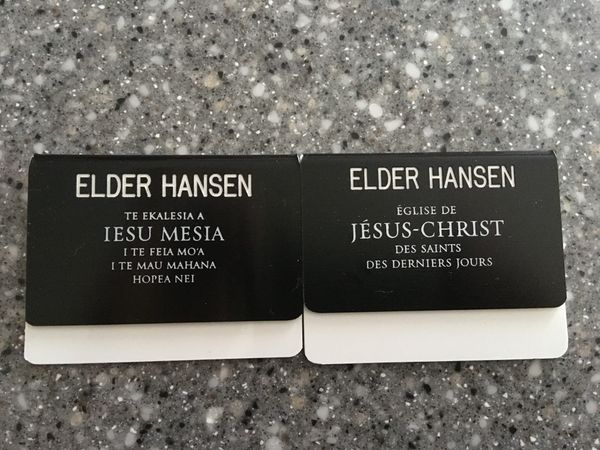 ELDER HANSEN
TE EKALESIA A
IESU MESIA
I TE FEIA MO'A
I TE MAU MAHANA
HOPEA NEI
ELDER HANSEN
ÉGLISE DE
JÉSUS-CHRIST
DES SAINTS
DES DERNIERS JOURS